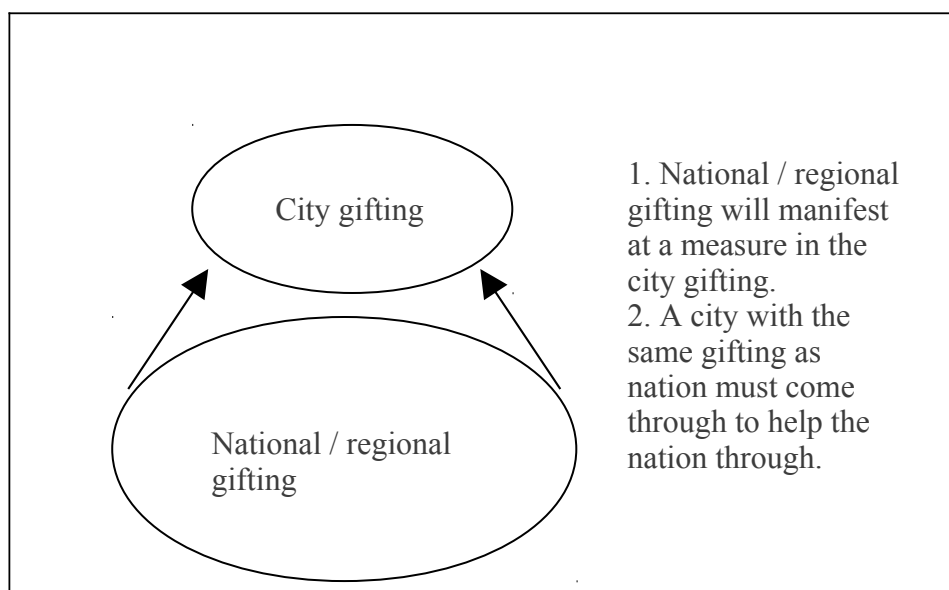 City gifting
National / regional
gifting
1. National / regional
gifting will manifest
at a measure in the
city gifting.
2. A city with the
same gifting as
nation must come
through to help the
nation through.